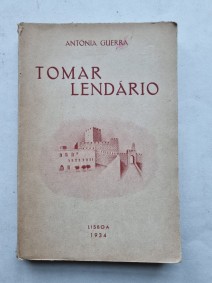 ANTONIA GUERRA
TOMAR
LENDÁRIO
LISBOA
1934